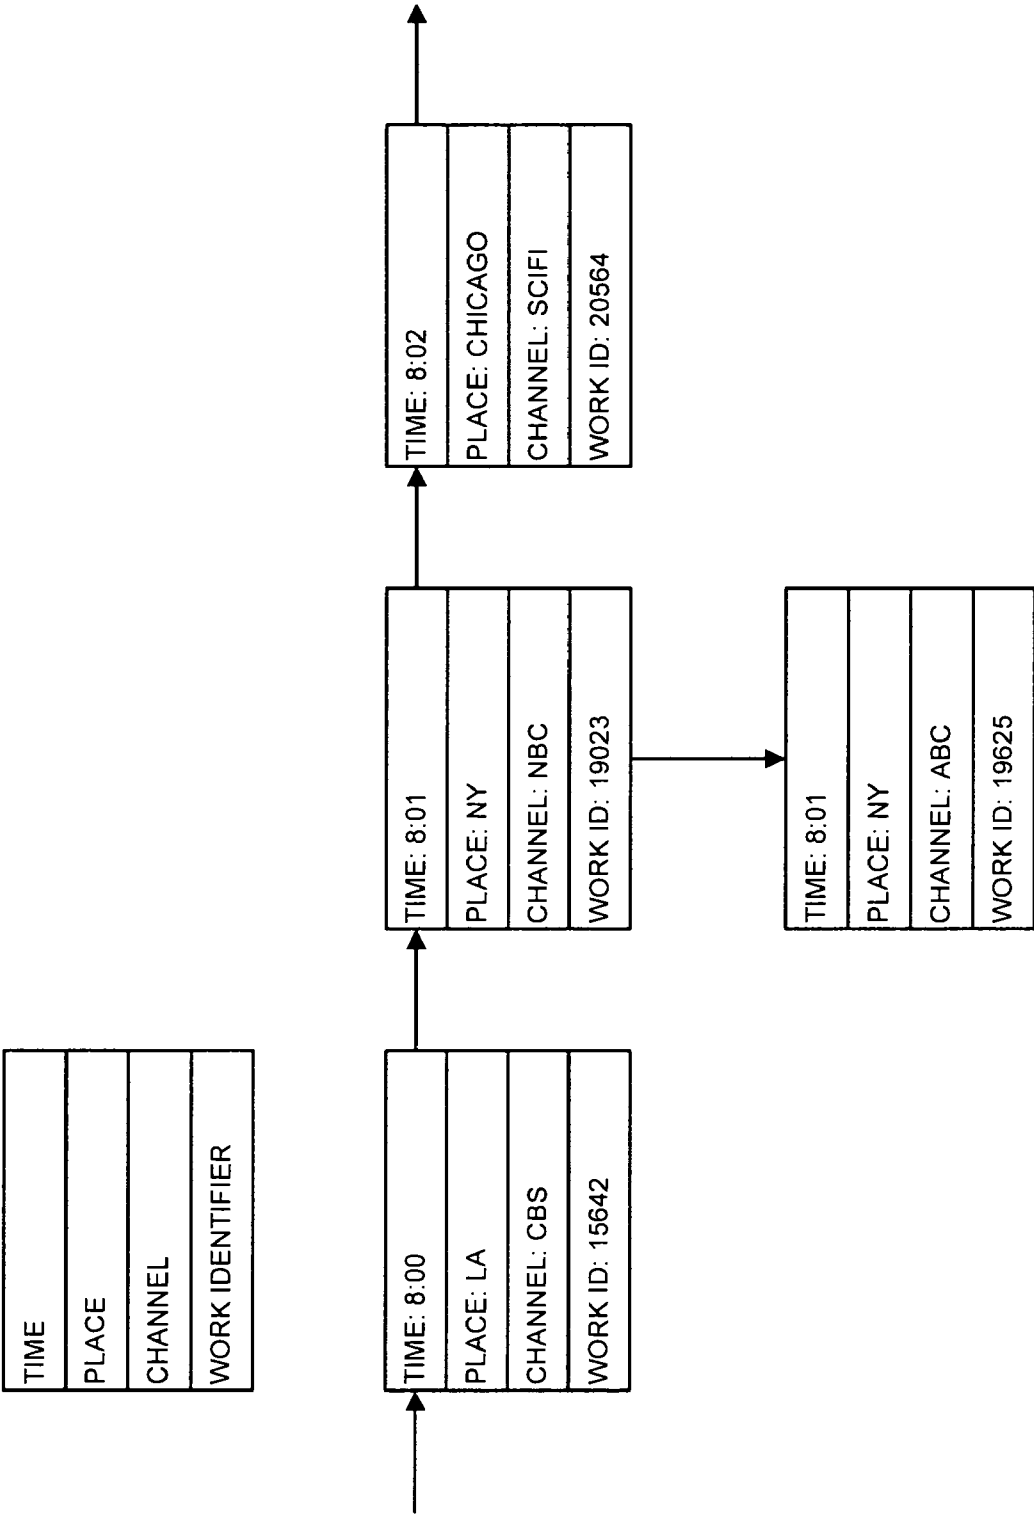 TIME
PLACE
CHANNEL
WORK IDENTIFIER
TIME: 8:00
PLACE: LA
CHANNEL: CBS
WORK ID: 15642
TIME: 8:01
PLACE: NY
CHANNEL: NBC
WORK ID: 19023
TIME: 8:02
PLACE: CHICAGO
CHANNEL: SCIFI
WORK ID: 20564
TIME: 8:01
PLACE: NY
CHANNEL: ABC
WORK ID: 19625